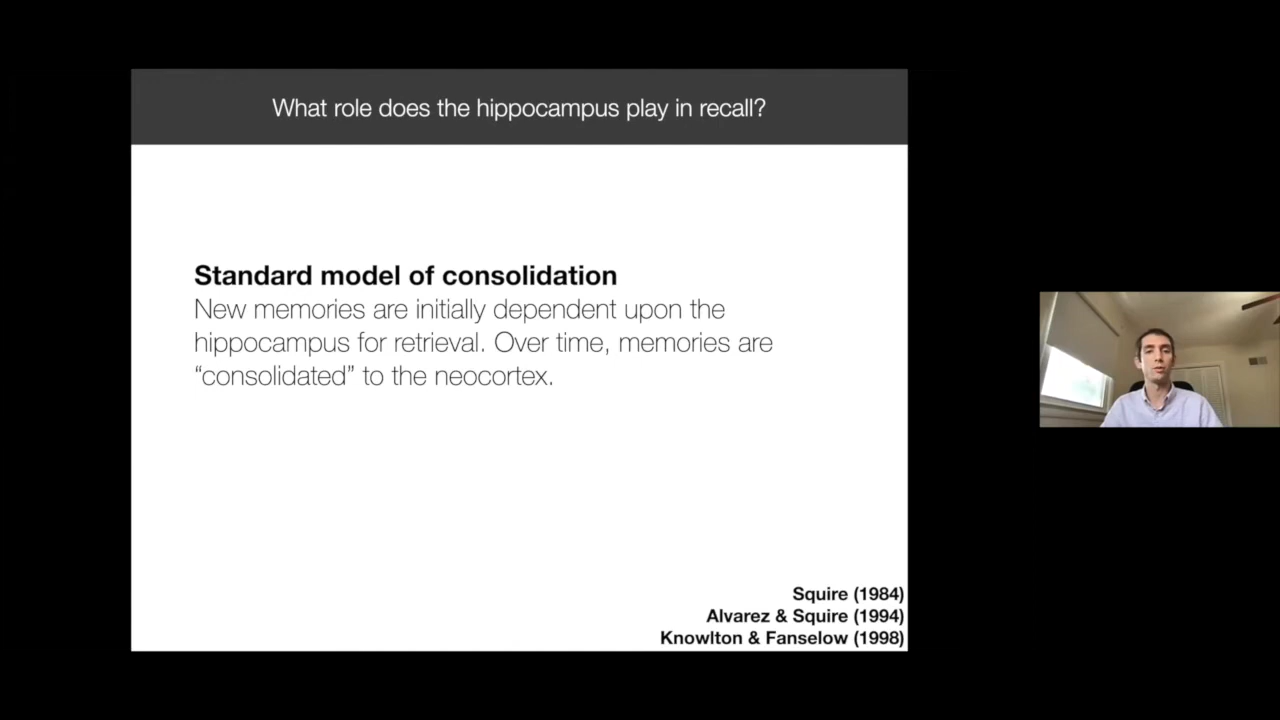 What role does the hippocampus play in recall?
Standard model of consolidation
New memories are initially dependent upon the
hippocampus for retrieval. Over time, memories are
“consolidated” to the neocortex.
Squire (1984)
Alvarez & Squire (1994)
Knowlton & Fanselow (1998)